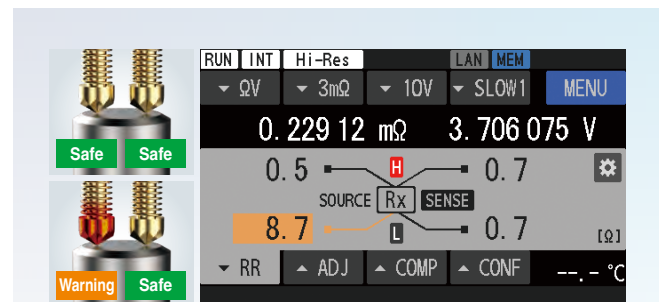 RUN INT Hi-Res LAN MEM
ΩV 3mΩ 10V SLOW1 MENU
0.229 12 mΩ 3.706 075 V
Safe Safe
0.5 H 0.7
SOURCE Rx SENSE
8.7 L 0.7 [Ω]
Warning Safe
RR ADJ COMP CONF --.- °C